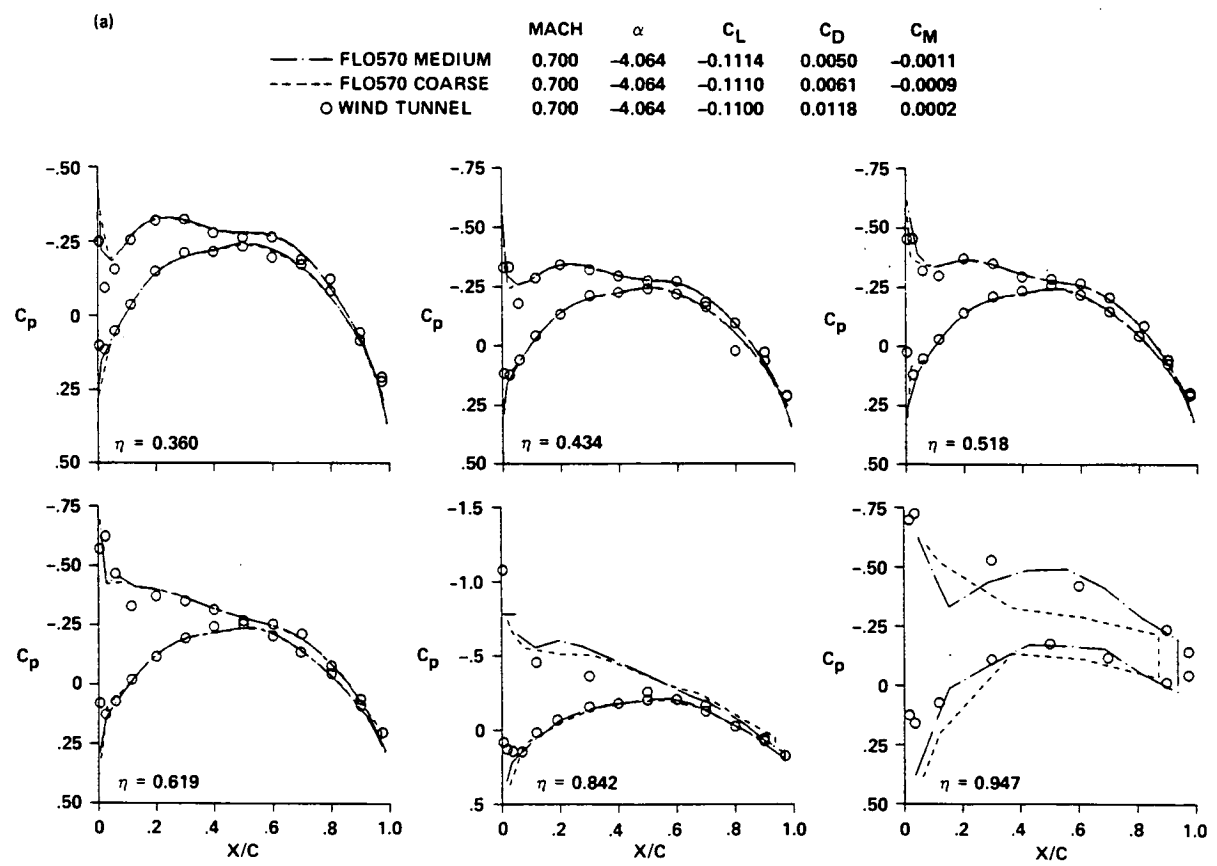 (a)
MACH α C_L C_D C_M
FLO570 MEDIUM 0.700 −4.064 −0.1114 0.0050 −0.0011
FLO570 COARSE 0.700 −4.064 −0.1110 0.0061 −0.0009
WIND TUNNEL 0.700 −4.064 −0.1100 0.0118 0.0002
−.50
−.25
C_p
0
.25
.50
η = 0.360
−.75
−.50
−.25
C_p
0
.25
.50
η = 0.434
−.75
−.50
−.25
C_p
0
.25
.50
η = 0.518
−.75
−.50
−.25
C_p
0
.25
.50
η = 0.619
0 .2 .4 .6 .8 1.0
X/C
−1.5
−1.0
−.5
C_p
0
.5
η = 0.842
0 .2 .4 .6 .8 1.0
X/C
−.75
−.50
−.25
C_p
0
.25
.50
η = 0.947
0 .2 .4 .6 .8 1.0
X/C